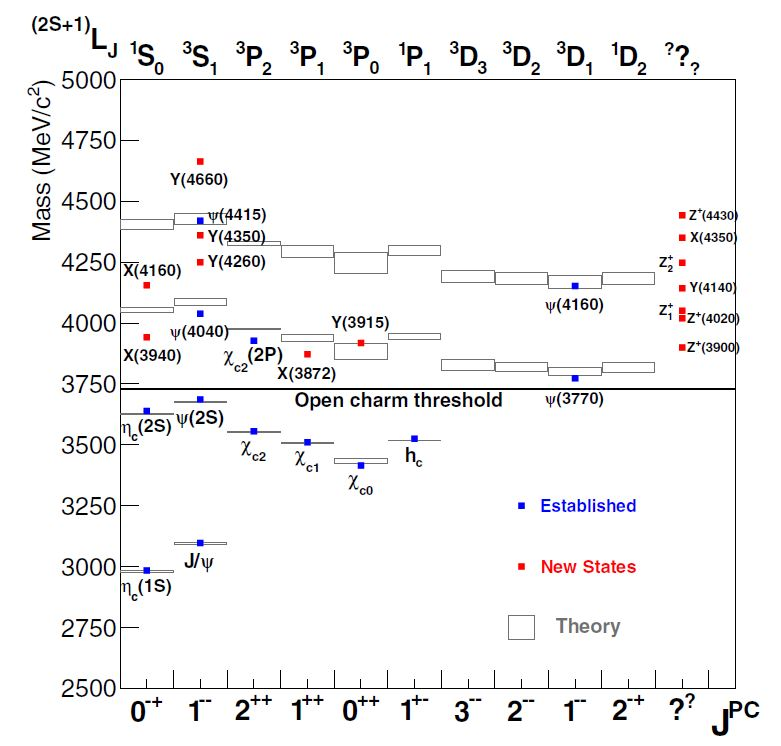 (2S+1)L_J ¹S₀ ³S₁ ³P₂ ³P₁ ³P₀ ¹P₁ ³D₃ ³D₂ ³D₁ ¹D₂ ^??_?
Mass (MeV/c²)
5000
4750
4500
4250
4000
3750
3500
3250
3000
2750
2500
Y(4660)
ψ(4415)
Y(4350)
Y(4260)
X(4160)
ψ(4040)
X(3940)
χc2(2P)
X(3872)
Y(3915)
ψ(4160)
ψ(3770)
Z⁺(4430)
X(4350)
Z₂⁺
Y(4140)
Z₁⁺
Z⁺(4020)
Z⁺(3900)
Open charm threshold
ηc(2S)
ψ(2S)
χc2
χc1
χc0
hc
J/ψ
ηc(1S)
Established
New States
Theory
0⁻⁺ 1⁻⁻ 2⁺⁺ 1⁺⁺ 0⁺⁺ 1⁺⁻ 3⁻⁻ 2⁻⁻ 1⁻⁻ 2⁻⁺ ?^? J^PC